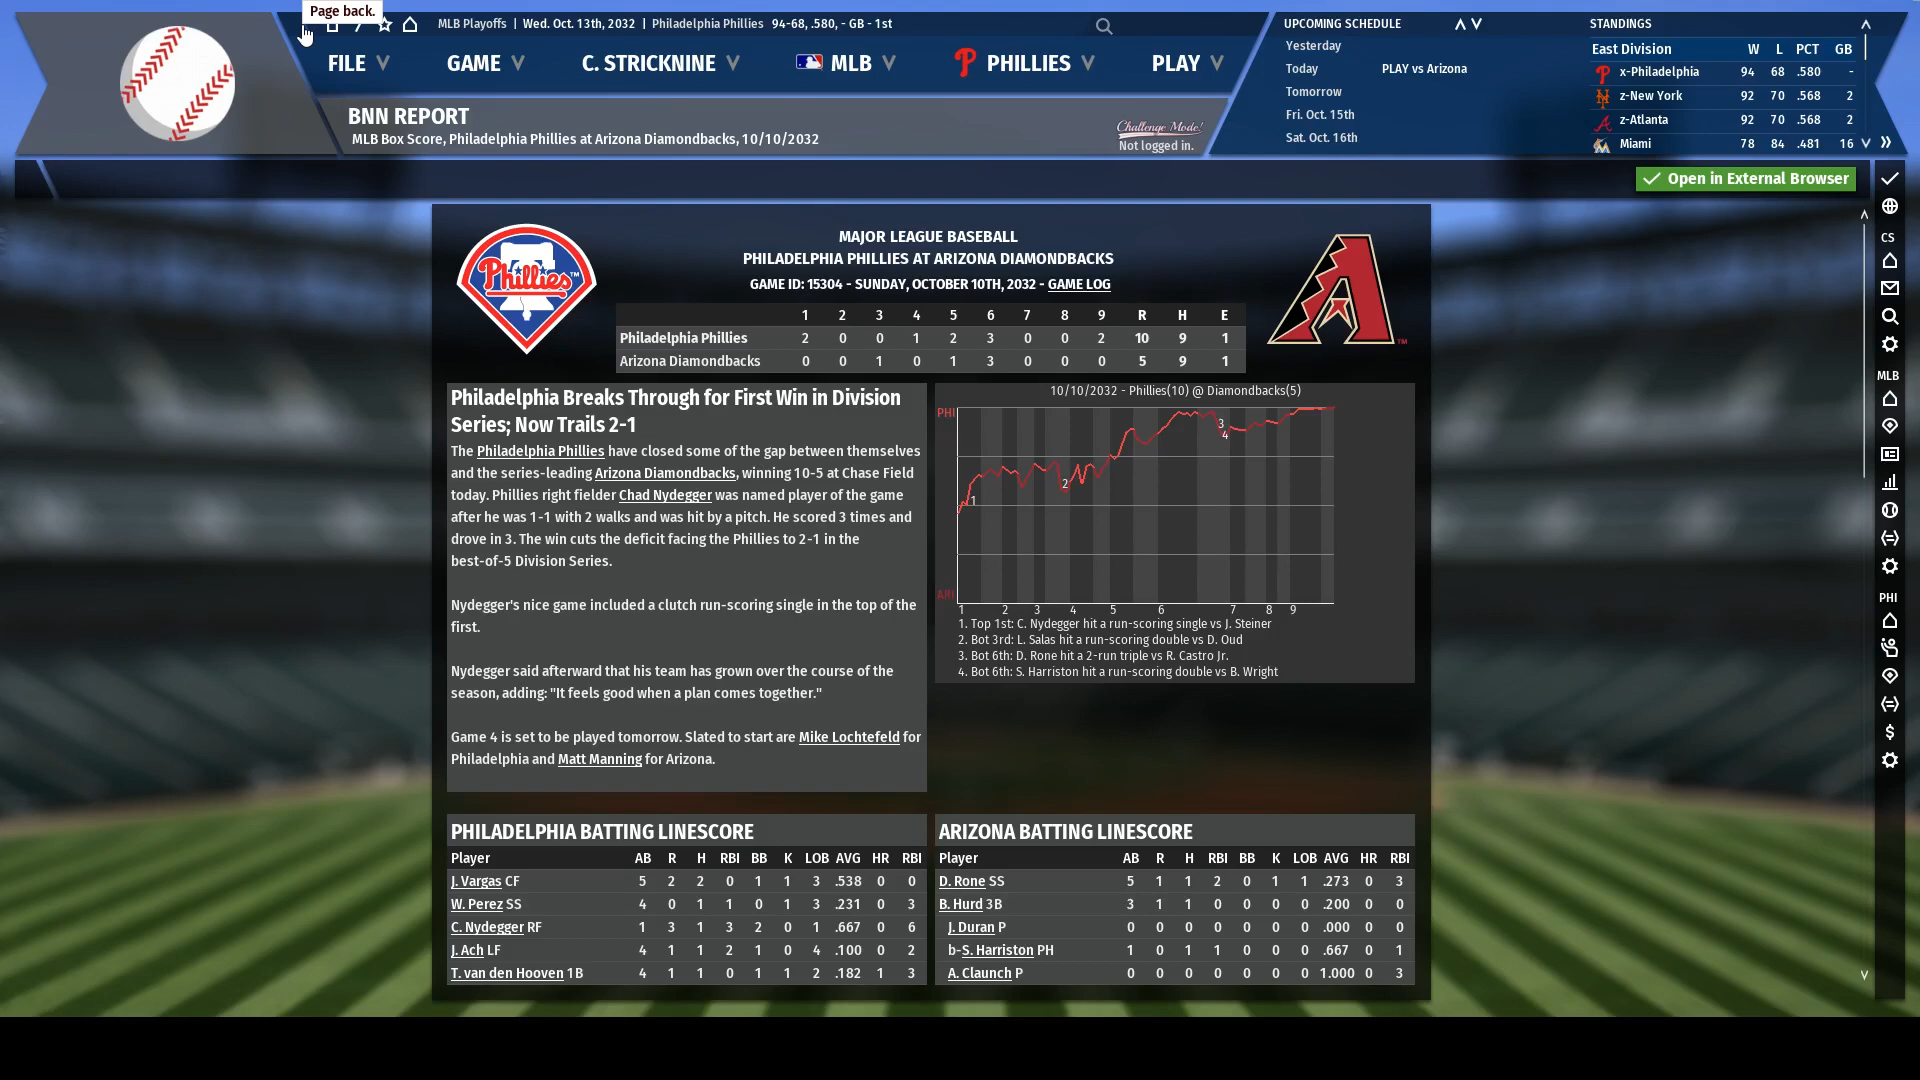 Page back.
MLB Playoffs | Wed. Oct. 13th, 2032 | Philadelphia Phillies 94-68, .580, - GB - 1st
FILE GAME C. STRICKNINE MLB PHILLIES PLAY
BNN REPORT
MLB Box Score, Philadelphia Phillies at Arizona Diamondbacks, 10/10/2032
Challenge Mode!
Not logged in.
UPCOMING SCHEDULE
Yesterday
Today PLAY vs Arizona
Tomorrow
Fri. Oct. 15th
Sat. Oct. 16th
STANDINGS
East Division W L PCT GB
x-Philadelphia 94 68 .580 -
z-New York 92 70 .568 2
z-Atlanta 92 70 .568 2
Miami 78 84 .481 16
Open in External Browser
CS
MLB
PHI
Phillies
MAJOR LEAGUE BASEBALL
PHILADELPHIA PHILLIES AT ARIZONA DIAMONDBACKS
GAME ID: 15304 - SUNDAY, OCTOBER 10TH, 2032 - GAME LOG
1 2 3 4 5 6 7 8 9 R H E
Philadelphia Phillies 2 0 0 1 2 3 0 0 2 10 9 1
Arizona Diamondbacks 0 0 1 0 1 3 0 0 0 5 9 1
Philadelphia Breaks Through for First Win in Division
Series; Now Trails 2-1
The Philadelphia Phillies have closed some of the gap between themselves
and the series-leading Arizona Diamondbacks, winning 10-5 at Chase Field
today. Phillies right fielder Chad Nydegger was named player of the game
after he was 1-1 with 2 walks and was hit by a pitch. He scored 3 times and
drove in 3. The win cuts the deficit facing the Phillies to 2-1 in the
best-of-5 Division Series.
Nydegger's nice game included a clutch run-scoring single in the top of the
first.
Nydegger said afterward that his team has grown over the course of the
season, adding: "It feels good when a plan comes together."
Game 4 is set to be played tomorrow. Slated to start are Mike Lochtefeld for
Philadelphia and Matt Manning for Arizona.
10/10/2032 - Phillies(10) @ Diamondbacks(5)
PHI
3
4
2
1
ARI
1 2 3 4 5 6 7 8 9
1. Top 1st: C. Nydegger hit a run-scoring single vs J. Steiner
2. Bot 3rd: L. Salas hit a run-scoring double vs D. Oud
3. Bot 6th: D. Rone hit a 2-run triple vs R. Castro Jr.
4. Bot 6th: S. Harriston hit a run-scoring double vs B. Wright
PHILADELPHIA BATTING LINESCORE
Player AB R H RBI BB K LOB AVG HR RBI
J. Vargas CF 5 2 2 0 1 1 3 .538 0 0
W. Perez SS 4 0 1 1 0 1 3 .231 0 3
C. Nydegger RF 1 3 1 3 2 0 1 .667 0 6
J. Ach LF 4 1 1 2 1 0 4 .100 0 2
T. van den Hooven 1B 4 1 1 0 1 1 2 .182 1 3
ARIZONA BATTING LINESCORE
Player AB R H RBI BB K LOB AVG HR RBI
D. Rone SS 5 1 1 2 0 1 1 .273 0 3
B. Hurd 3B 3 1 1 0 0 0 0 .200 0 0
J. Duran P 0 0 0 0 0 0 0 .000 0 0
b-S. Harriston PH 1 0 1 1 0 0 0 .667 0 1
A. Claunch P 0 0 0 0 0 0 0 1.000 0 3